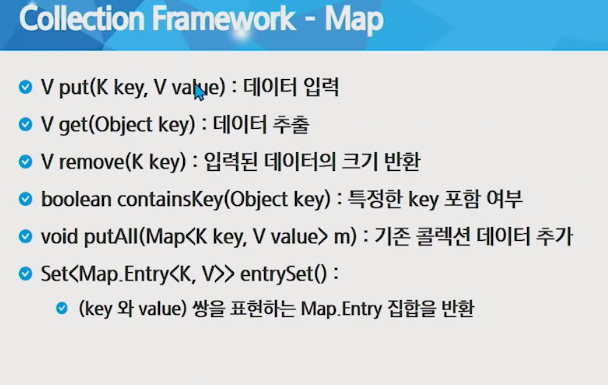 Collection Framework - Map
V put(K key, V value) : 데이터 입력
V get(Object key) : 데이터 추출
V remove(K key) : 입력된 데이터의 크기 반환
boolean containsKey(Object key) : 특정한 key 포함 여부
void putAll(Map<K key, V value> m) : 기존 콜렉션 데이터 추가
Set<Map.Entry<K, V>> entrySet() :
(key 와 value) 쌍을 표현하는 Map.Entry 집합을 반환